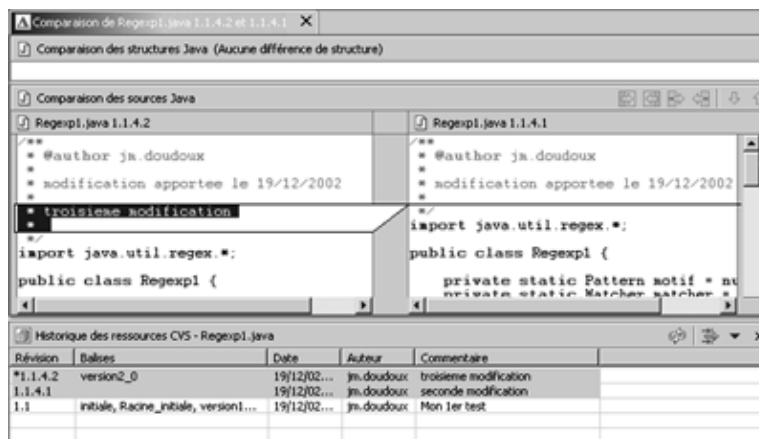 Comparaison de Regexp1.java 1.1.4.2 et 1.1.4.1
Comparaison des structures Java (Aucune différence de structure)
Comparaison des sources Java
Regexp1.java 1.1.4.2
/**
* @author jm.doudoux
*
* modification apportee le 19/12/2002
*
* troisieme modification
*
*/
import java.util.regex.*;
public class Regexp1 {
Regexp1.java 1.1.4.1
/**
* @author jm.doudoux
*
* modification apportee le 19/12/2002
*
*/
import java.util.regex.*;
public class Regexp1 {
private static Pattern motif = nu
private static Matcher matcher =
Historique des ressources CVS - Regexp1.java
Révision Balises Date Auteur Commentaire
*1.1.4.2 version2_0 19/12/02... jm.doudoux troisieme modification
1.1.4.1 19/12/02... jm.doudoux seconde modification
1.1 initiale, Racine_initiale, version1... 19/12/02... jm.doudoux Mon 1er test